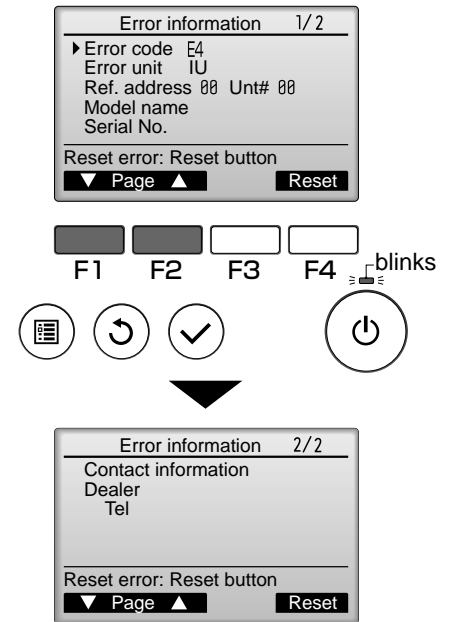 Error information 1/2
Error code E4
Error unit IU
Ref. address 00 Unt# 00
Model name
Serial No.
Reset error: Reset button
▼ Page ▲ Reset
F1 F2 F3 F4
blinks
Error information 2/2
Contact information
Dealer
Tel
Reset error: Reset button
▼ Page ▲ Reset